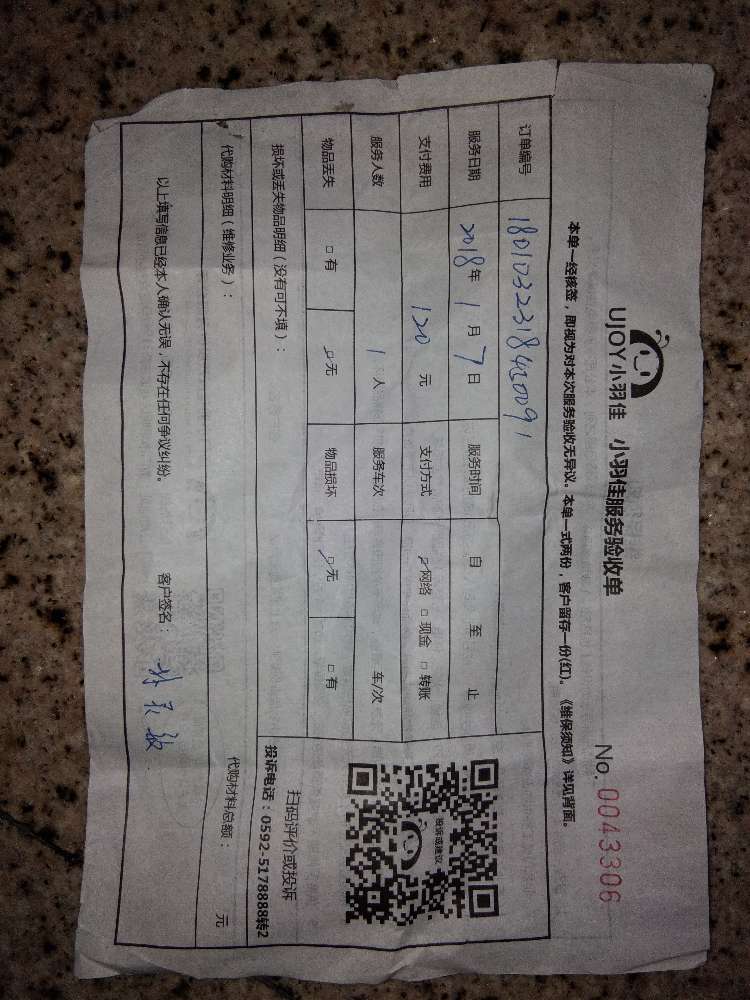 UJOY小羽佳 小羽佳服务验收单
No. 0043306
本单一经核签，即视为对本次服务验收无异议。本单一式两份，客户留存一份(红)。《维保须知》详见背面。
订单编号
服务日期 2018年 1月 7日 服务时间 自 至 止
支付费用 120 元 支付方式 ☑网络 □现金 □转账
服务人数 1 人 服务车次 车/次
物品丢失 □有 ☑无 物品损坏 ☑无 □有
投诉或建议
扫码评价或投诉
投诉电话：0592-5178888转2
损坏或丢失物品明细（没有可不填）：
代购材料明细（维修业务）： 代购材料总额： 元
以上填写信息已经本人确认无误，不存在任何争议纠纷。 客户签名：